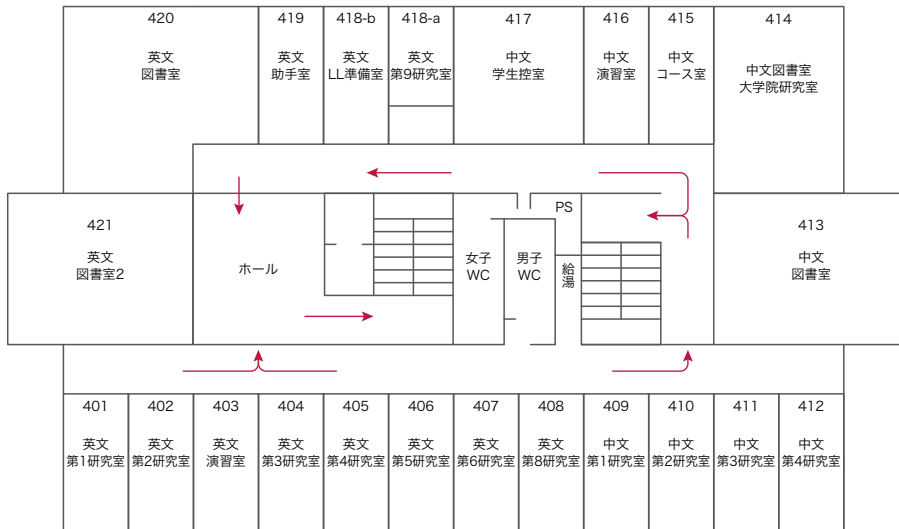 420
英文
図書室
419
英文
助手室
418-b
英文
LL準備室
418-a
英文
第9研究室
417
中文
学生控室
416
中文
演習室
415
中文
コース室
414
中文図書室
大学院研究室
421
英文
図書室2
ホール
女子
WC
男子
WC
PS
給湯
413
中文
図書室
401
英文
第1研究室
402
英文
第2研究室
403
英文
演習室
404
英文
第3研究室
405
英文
第4研究室
406
英文
第5研究室
407
英文
第6研究室
408
英文
第8研究室
409
中文
第1研究室
410
中文
第2研究室
411
中文
第3研究室
412
中文
第4研究室